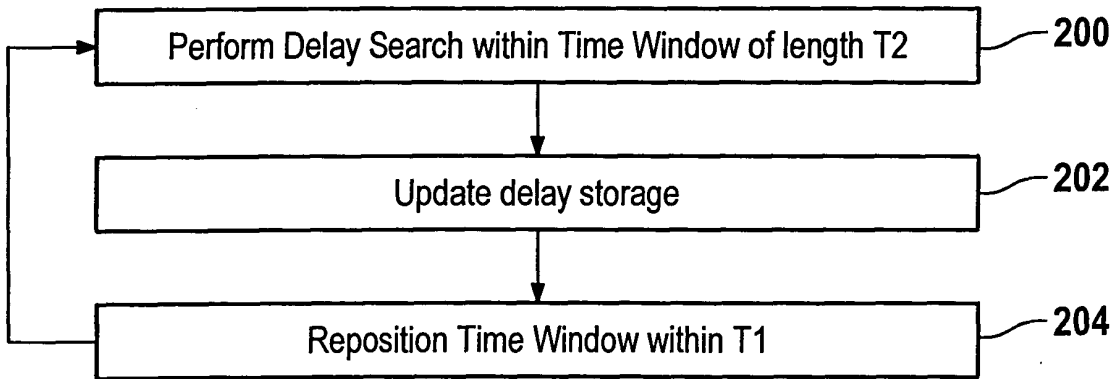 Perform Delay Search within Time Window of length T2
200
Update delay storage
202
Reposition Time Window within T1
204